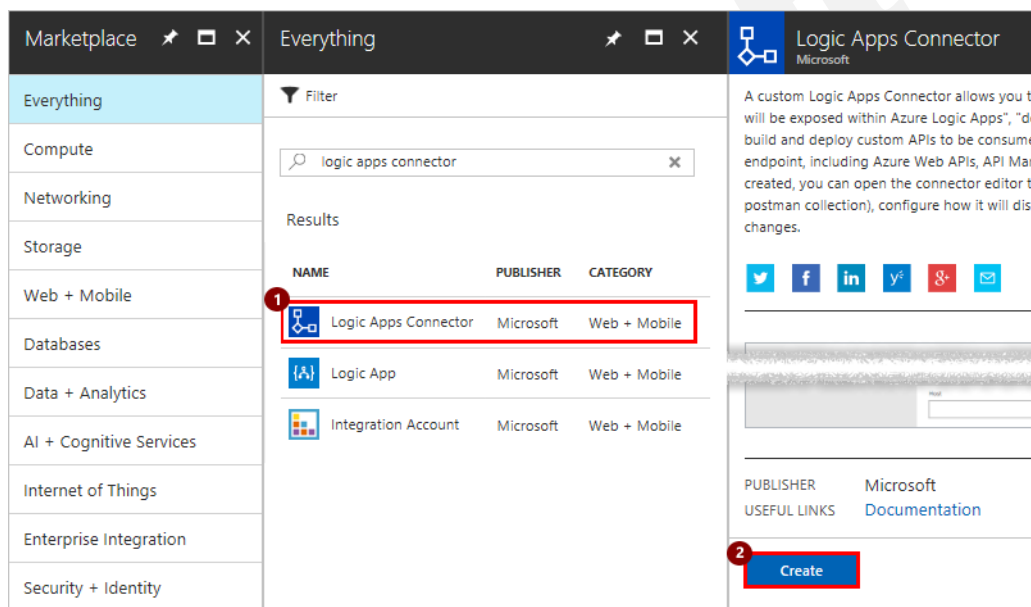 Marketplace
Everything
Compute
Networking
Storage
Web + Mobile
Databases
Data + Analytics
AI + Cognitive Services
Internet of Things
Enterprise Integration
Security + Identity
Everything
Filter
logic apps connector
Results
NAME PUBLISHER CATEGORY
1
Logic Apps Connector Microsoft Web + Mobile
Logic App Microsoft Web + Mobile
Integration Account Microsoft Web + Mobile
Logic Apps Connector
Microsoft
A custom Logic Apps Connector allows you t
will be exposed within Azure Logic Apps", "d
build and deploy custom APIs to be consume
endpoint, including Azure Web APIs, API Ma
created, you can open the connector editor t
postman collection), configure how it will dis
changes.
Host
PUBLISHER Microsoft
USEFUL LINKS Documentation
2
Create